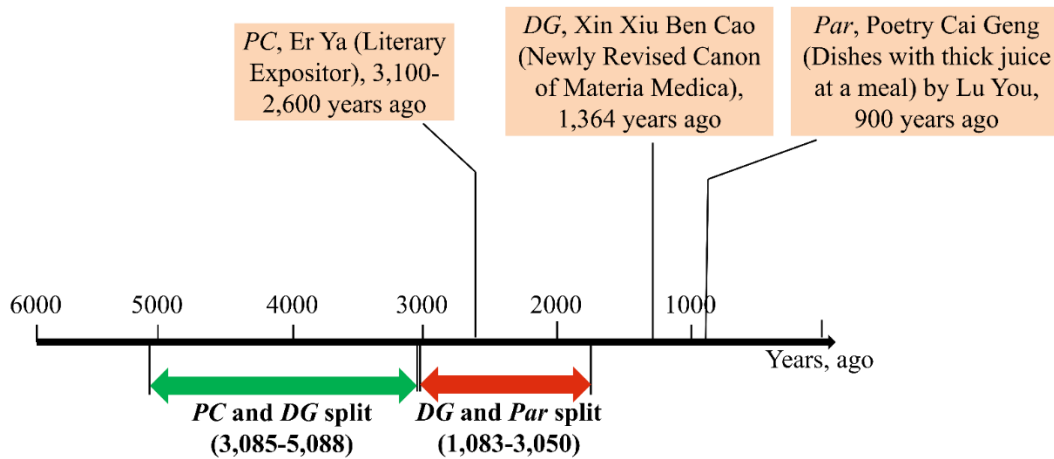 PC, Er Ya (Literary
Expositor), 3,100-
2,600 years ago
DG, Xin Xiu Ben Cao
(Newly Revised Canon
of Materia Medica),
1,364 years ago
Par, Poetry Cai Geng
(Dishes with thick juice
at a meal) by Lu You,
900 years ago
6000 5000 4000 3000 2000 1000
Years, ago
PC and DG split
(3,085-5,088)
DG and Par split
(1,083-3,050)